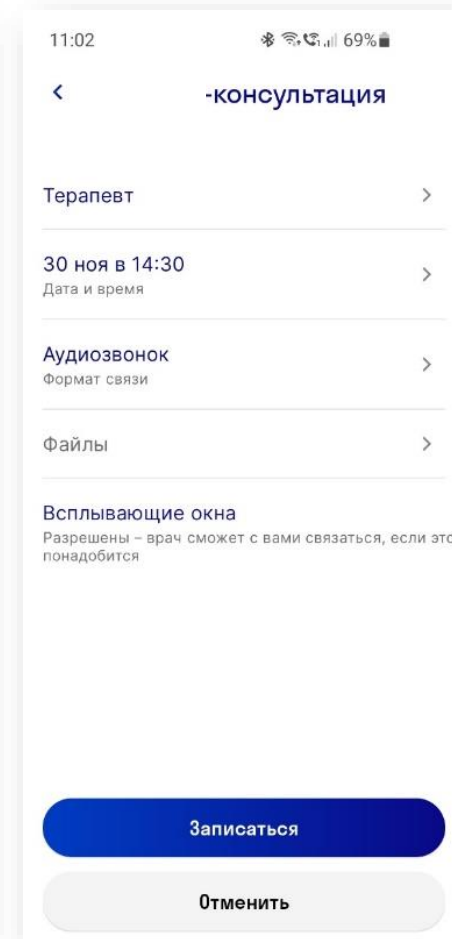 11:02
69%
-консультация
Терапевт
30 ноя в 14:30
Дата и время
Аудиозвонок
Формат связи
Файлы
Всплывающие окна
Разрешены – врач сможет с вами связаться, если это
понадобится
Записаться
Отменить